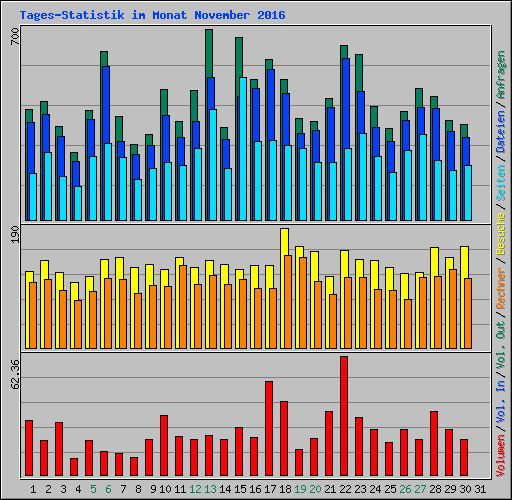 Tages-Statistik im Monat November 2016
700
190
62.36
Volumen / Vol. In / Vol. Out / Rechner / Besuche / Seiten / Dateien / Anfragen
1 2 3 4 5 6 7 8 9 10 11 12 13 14 15 16 17 18 19 20 21 22 23 24 25 26 27 28 29 30 31